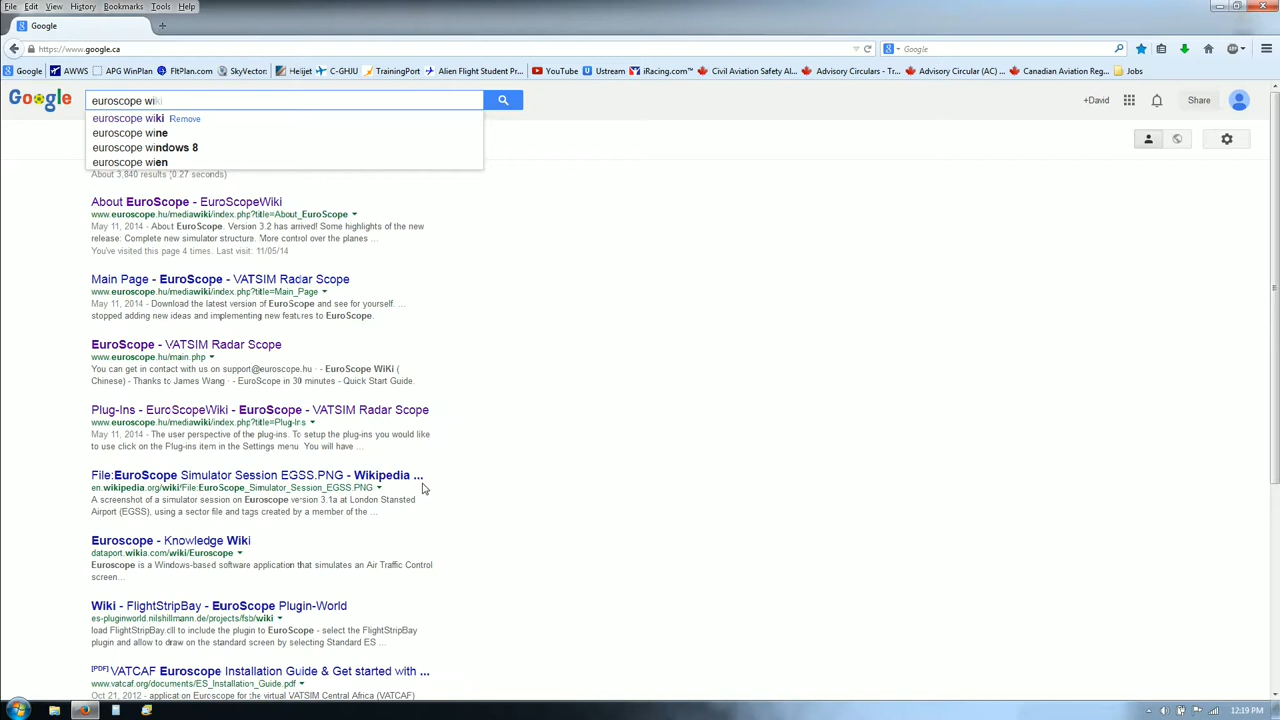 File Edit View History Bookmarks Tools Help
Google
https://www.google.ca
Google
Google AWWS APG WinPlan FltPlan.com SkyVector Helijet C-GHJU TrainingPort Alien Flight Student Pr... YouTube Ustream iRacing.com™ Civil Aviation Safety Al... Advisory Circulars - Tr... Advisory Circular (AC) ... Canadian Aviation Reg... Jobs
Google
euroscope wiki
+David
Share
euroscope wiki Remove
euroscope wine
euroscope windows 8
euroscope wien
About 3,840 results (0.27 seconds)
About EuroScope - EuroScopeWiki
www.euroscope.hu/mediawiki/index.php?title=About_EuroScope
May 11, 2014 - About EuroScope. Version 3.2 has arrived! Some highlights of the new
release: Complete new simulator structure. More control over the planes ...
You've visited this page 4 times. Last visit: 11/05/14
Main Page - EuroScope - VATSIM Radar Scope
www.euroscope.hu/mediawiki/index.php?title=Main_Page
May 11, 2014 - Download the latest version of EuroScope and see for yourself. ...
stopped adding new ideas and implementing new features to EuroScope.
EuroScope - VATSIM Radar Scope
www.euroscope.hu/main.php
You can get in contact with us on support@euroscope.hu · - EuroScope WiKi (
Chinese) - Thanks to James Wang · - EuroScope in 30 minutes - Quick Start Guide.
Plug-Ins - EuroScopeWiki - EuroScope - VATSIM Radar Scope
www.euroscope.hu/mediawiki/index.php?title=Plug-Ins
May 11, 2014 - The user perspective of the plug-ins. To setup the plug-ins you would like
to use click on the Plug-ins item in the Settings menu. You will have ...
File:EuroScope Simulator Session EGSS.PNG - Wikipedia ...
en.wikipedia.org/wiki/File:EuroScope_Simulator_Session_EGSS.PNG
A screenshot of a simulator session on Euroscope version 3.1a at London Stansted
Airport (EGSS), using a sector file and tags created by a member of the ...
Euroscope - Knowledge Wiki
dataport.wikia.com/wiki/Euroscope
Euroscope is a Windows-based software application that simulates an Air Traffic Control
screen...
Wiki - FlightStripBay - EuroScope Plugin-World
es-pluginworld.nilshillmann.de/projects/fsb/wiki
load FlightStripBay.dll to include the plugin to EuroScope - select the FlightStripBay
plugin and allow to draw on the standard screen by selecting Standard ES ...
[PDF] VATCAF Euroscope Installation Guide & Get started with ...
www.vatcaf.org/documents/ES_Installation_Guide.pdf
Oct 21, 2012 - application Euroscope for the virtual VATSIM Central Africa (VATCAF)
12:19 PM